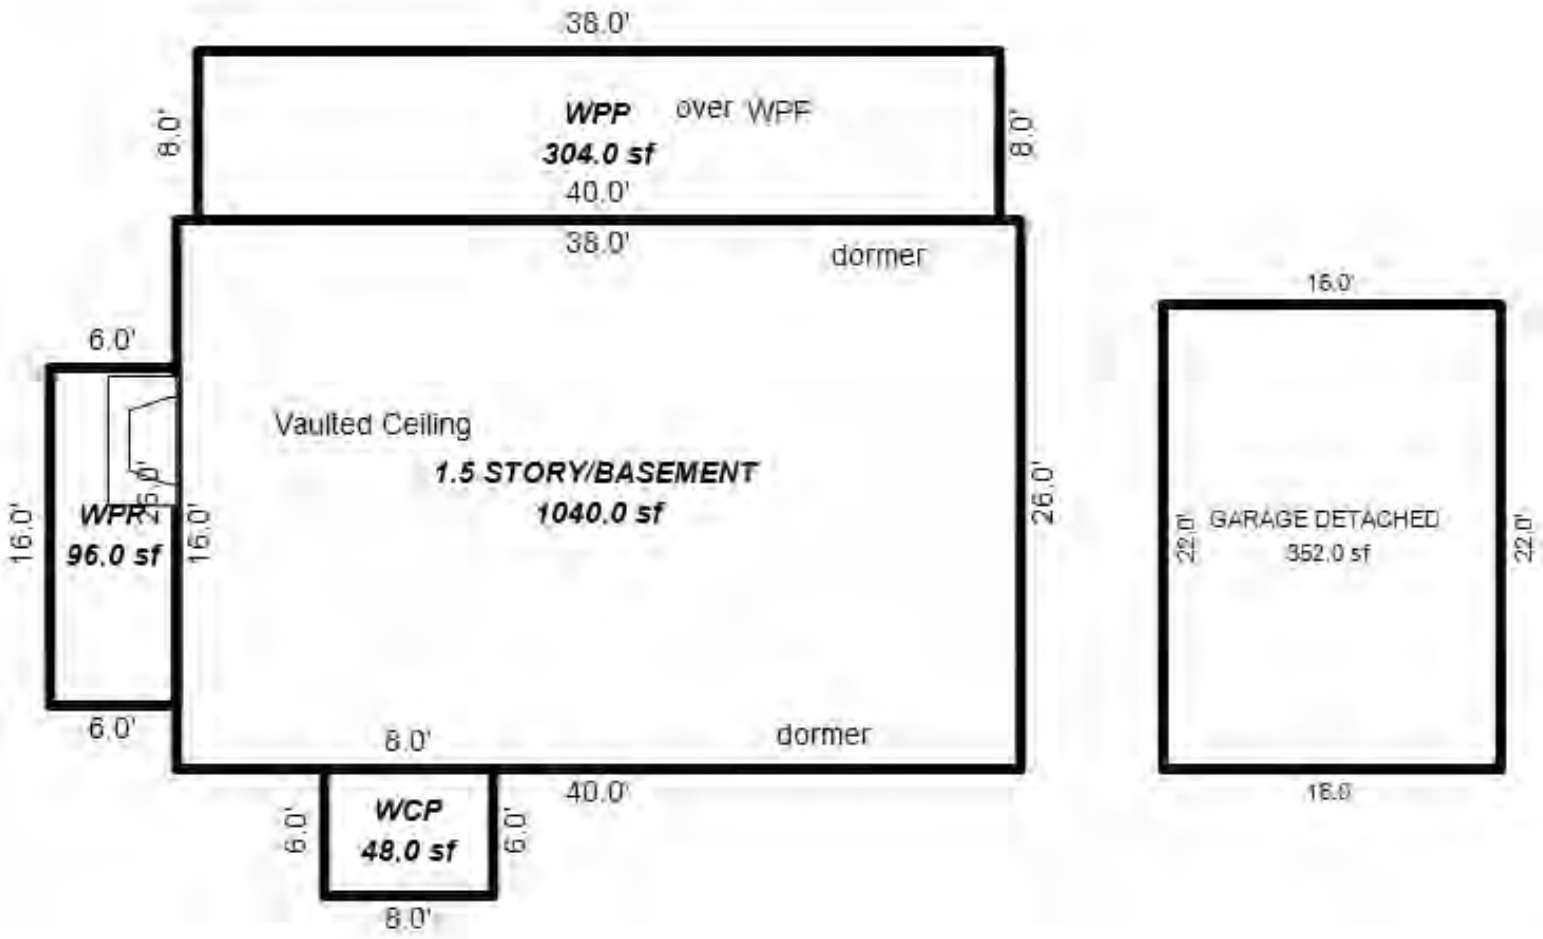 38.0'
8.0'
WPP over WPF
8.0'
304.0 sf
40.0'
38.0'
dormer
16.0'
6.0'
Vaulted Ceiling
1.5 STORY/BASEMENT
1040.0 sf
26.0'
26.0'
16.0'
96.0 sf
16.0'
22.0'
GARAGE DETACHED
352.0 sf
22.0'
6.0'
8.0'
dormer
40.0'
6.0'
WCP
48.0 sf
6.0'
8.0'